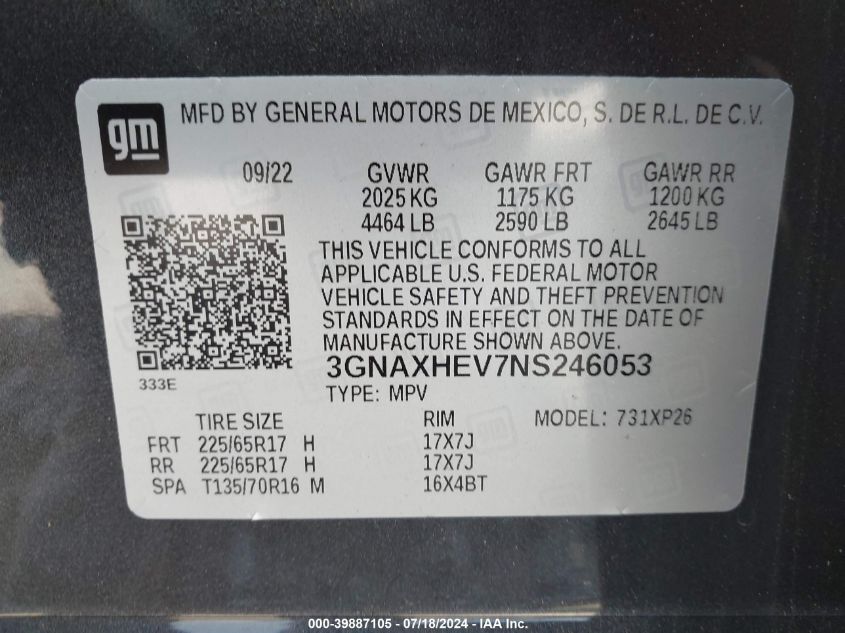 gm
MFD BY GENERAL MOTORS DE MEXICO, S. DE R.L. DE C.V.
09/22 GVWR GAWR FRT GAWR RR
2025 KG 1175 KG 1200 KG
4464 LB 2590 LB 2645 LB
THIS VEHICLE CONFORMS TO ALL
APPLICABLE U.S. FEDERAL MOTOR
VEHICLE SAFETY AND THEFT PREVENTION
STANDARDS IN EFFECT ON THE DATE OF
MANUFACTURE SHOWN ABOVE.
3GNAXHEV7NS246053
333E
TYPE: MPV
TIRE SIZE RIM MODEL: 731XP26
FRT 225/65R17 H 17X7J
RR 225/65R17 H 17X7J
SPA T135/70R16 M 16X4BT
000-39887105 - 07/18/2024 - IAA Inc.